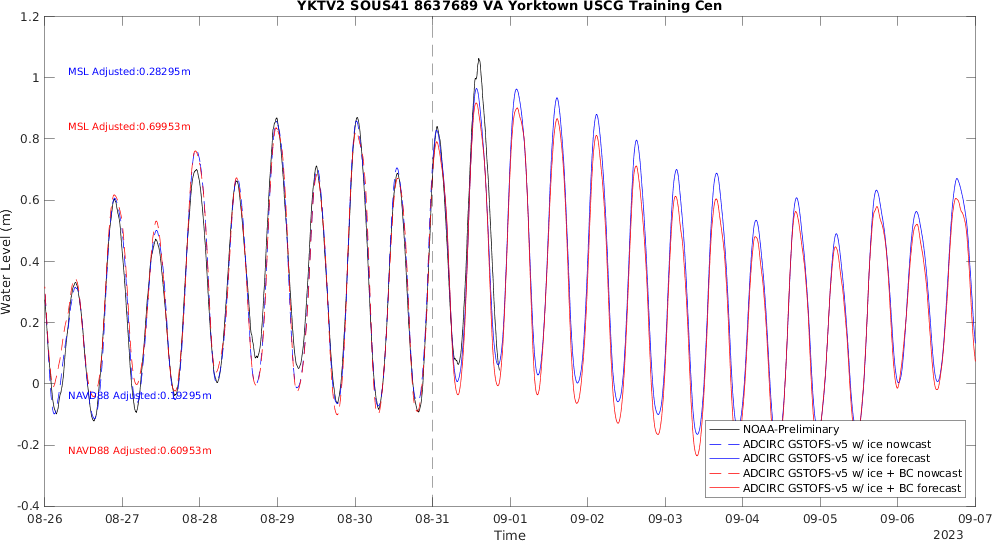 YKTV2 SOUS41 8637689 VA Yorktown USCG Training Cen
1.2
1
0.8
0.6
0.4
0.2
0
-0.2
-0.4
Water Level (m)
MSL Adjusted:0.28295m
MSL Adjusted:0.69953m
NAVD88 Adjusted:0.19295m
NAVD88 Adjusted:0.60953m
NOAA-Preliminary
ADCIRC GSTOFS-v5 w/ ice nowcast
ADCIRC GSTOFS-v5 w/ ice forecast
ADCIRC GSTOFS-v5 w/ ice + BC nowcast
ADCIRC GSTOFS-v5 w/ ice + BC forecast
08-26 08-27 08-28 08-29 08-30 08-31 09-01 09-02 09-03 09-04 09-05 09-06 09-07
Time
2023